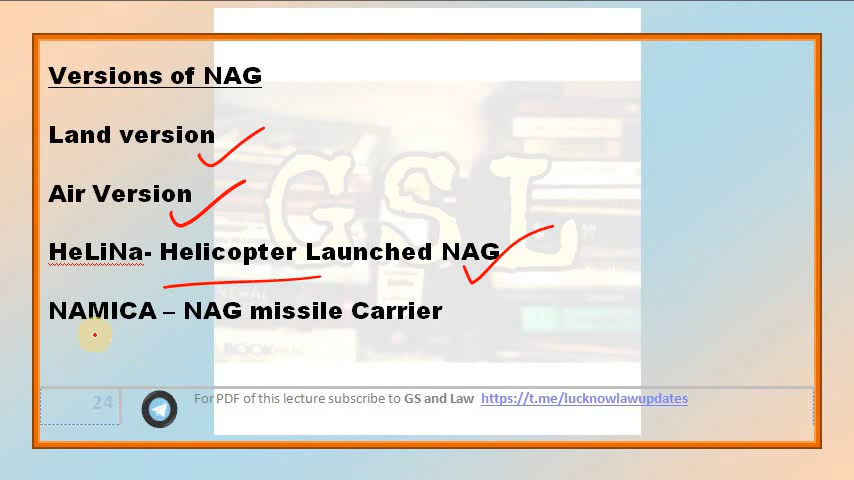 Versions of NAG
Land version
Air Version
HeLiNa- Helicopter Launched NAG
NAMICA – NAG missile Carrier
GSL
24
For PDF of this lecture subscribe to GS and Law https://t.me/lucknowlawupdates